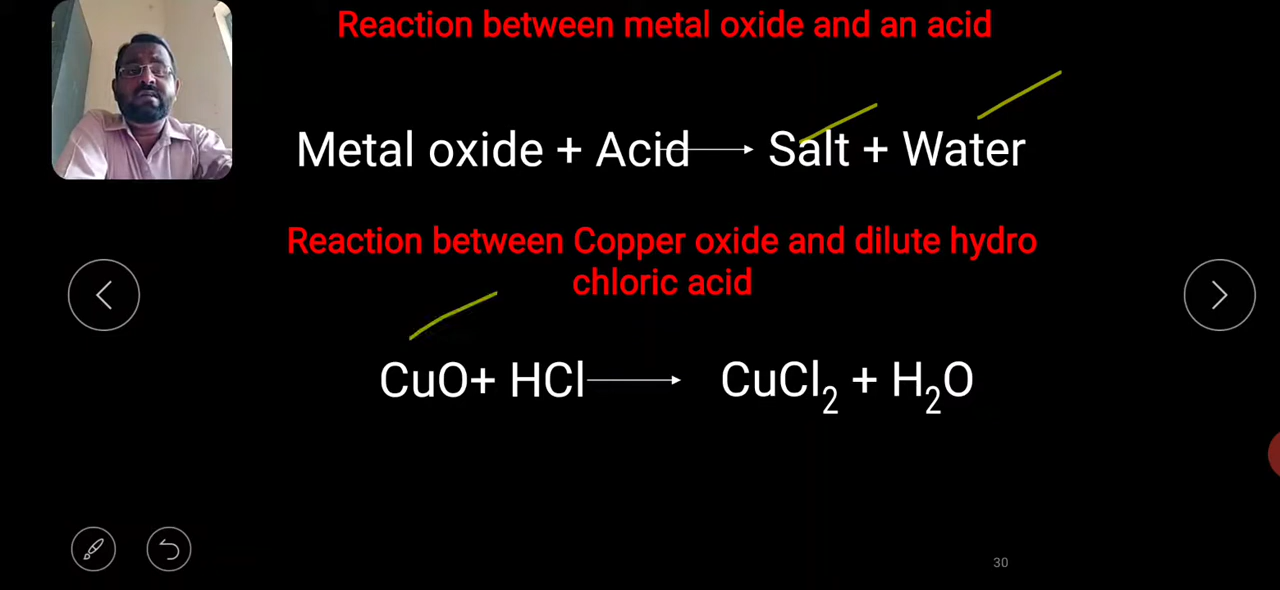 Reaction between metal oxide and an acid
Metal oxide + Acid → Salt + Water
Reaction between Copper oxide and dilute hydro
chloric acid
CuO+ HCl → CuCl₂ + H₂O
30